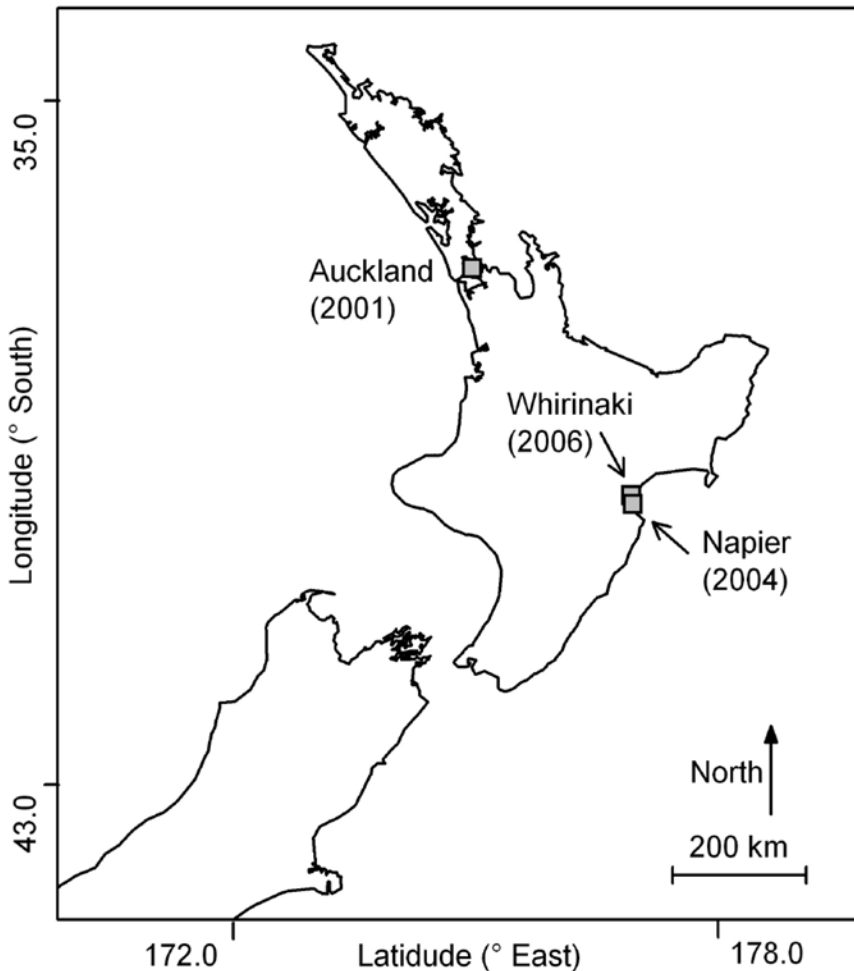 35.0
Auckland
(2001)
Whirinaki
(2006)
Longitude (° South)
Napier
(2004)
43.0
North
200 km
172.0
Latidude (° East)
178.0